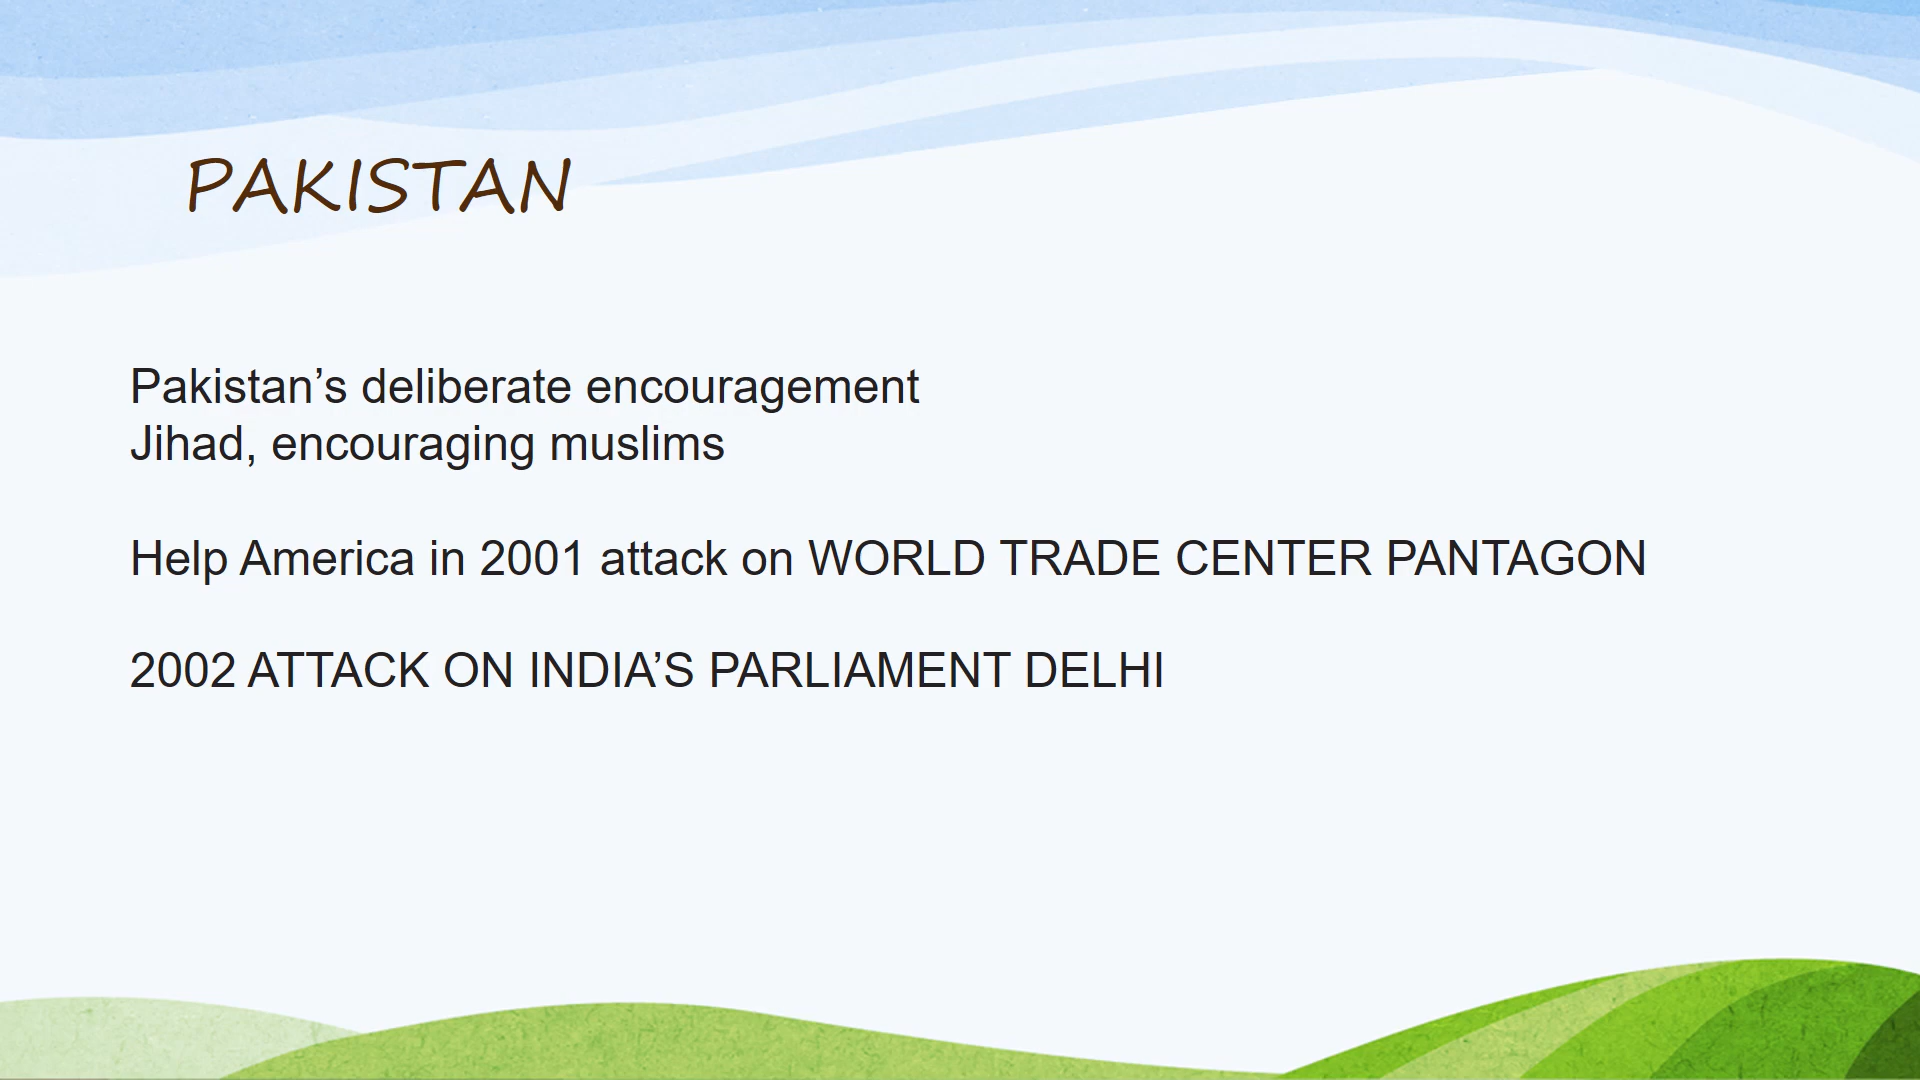 PAKISTAN
Pakistan’s deliberate encouragement
Jihad, encouraging muslims
Help America in 2001 attack on WORLD TRADE CENTER PANTAGON
2002 ATTACK ON INDIA’S PARLIAMENT DELHI